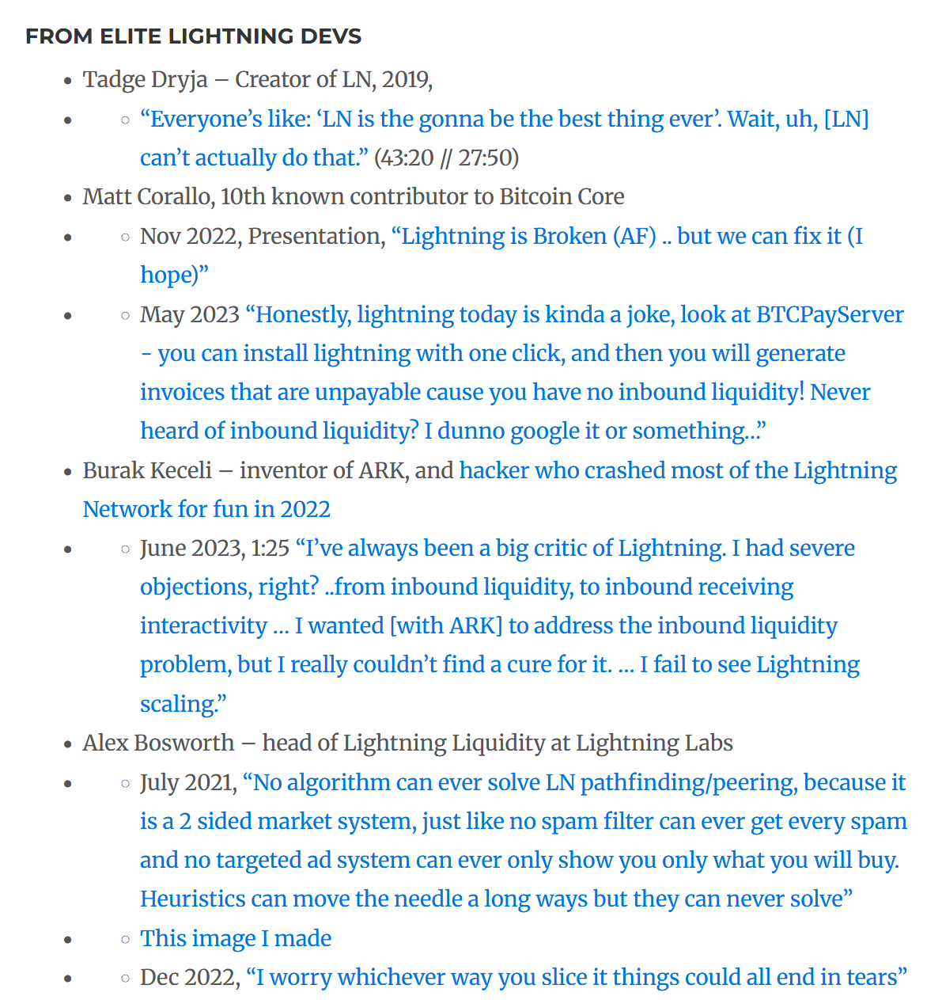 FROM ELITE LIGHTNING DEVS
• Tadge Dryja – Creator of LN, 2019,
• ○ “Everyone’s like: ‘LN is the gonna be the best thing ever’. Wait, uh, [LN]
can’t actually do that.” (43:20 // 27:50)
• Matt Corallo, 10th known contributor to Bitcoin Core
• ○ Nov 2022, Presentation, “Lightning is Broken (AF) .. but we can fix it (I
hope)”
• ○ May 2023 “Honestly, lightning today is kinda a joke, look at BTCPayServer
- you can install lightning with one click, and then you will generate
invoices that are unpayable cause you have no inbound liquidity! Never
heard of inbound liquidity? I dunno google it or something…”
• Burak Keceli – inventor of ARK, and hacker who crashed most of the Lightning
Network for fun in 2022
• ○ June 2023, 1:25 “I’ve always been a big critic of Lightning. I had severe
objections, right? ..from inbound liquidity, to inbound receiving
interactivity … I wanted [with ARK] to address the inbound liquidity
problem, but I really couldn’t find a cure for it. … I fail to see Lightning
scaling.”
• Alex Bosworth – head of Lightning Liquidity at Lightning Labs
• ○ July 2021, “No algorithm can ever solve LN pathfinding/peering, because it
is a 2 sided market system, just like no spam filter can ever get every spam
and no targeted ad system can ever only show you only what you will buy.
Heuristics can move the needle a long ways but they can never solve”
• ○ This image I made
• ○ Dec 2022, “I worry whichever way you slice it things could all end in tears”